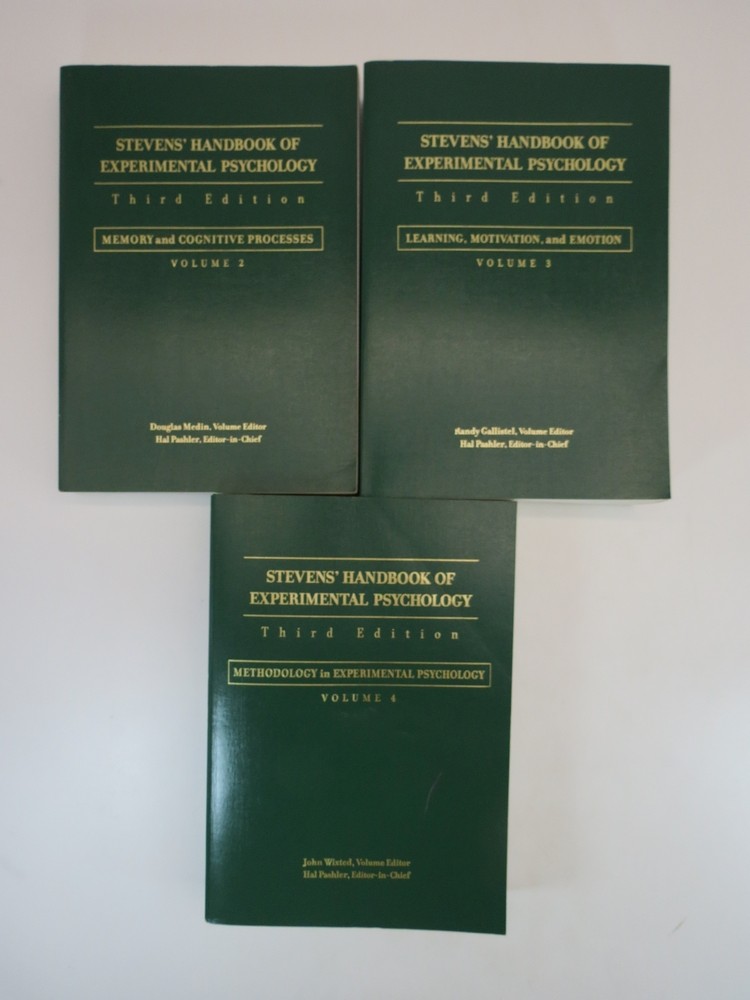 STEVENS' HANDBOOK OF
EXPERIMENTAL PSYCHOLOGY
Third Edition
MEMORY and COGNITIVE PROCESSES
VOLUME 2
Douglas Medin, Volume Editor
Hal Pashler, Editor-in-Chief
STEVENS' HANDBOOK OF
EXPERIMENTAL PSYCHOLOGY
Third Edition
LEARNING, MOTIVATION, and EMOTION
VOLUME 3
Randy Gallistel, Volume Editor
Hal Pashler, Editor-in-Chief
STEVENS' HANDBOOK OF
EXPERIMENTAL PSYCHOLOGY
Third Edition
METHODOLOGY in EXPERIMENTAL PSYCHOLOGY
VOLUME 4
John Wixted, Volume Editor
Hal Pashler, Editor-in-Chief